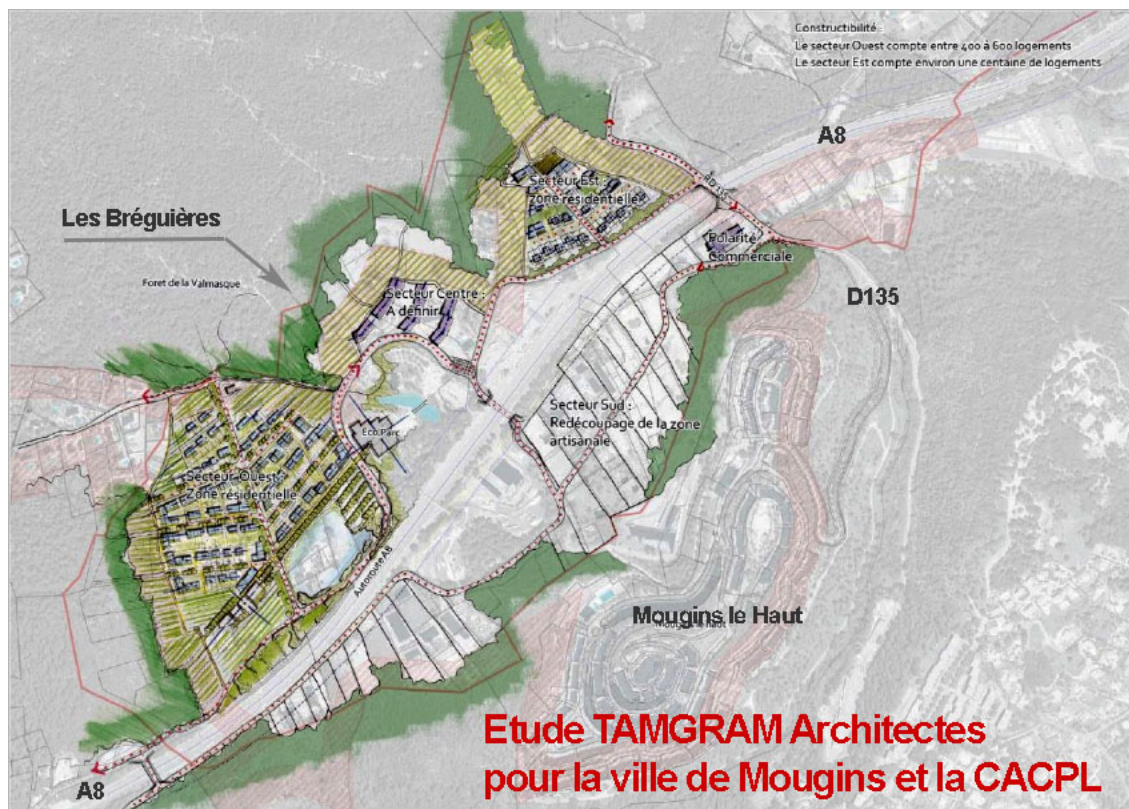 Constructibilité :
Le secteur Ouest compte entre 400 à 600 logements
Le secteur Est compte environ une centaine de logements
A8
RD 135
Secteur Est :
Zone résidentielle
Les Bréguières
Polarité
Commerciale
Foret de la Valmasque
Secteur Centre :
A définir
D135
Secteur Sud :
Redécoupage de la zone
artisanale
Eco Parc
Secteur Ouest :
Zone résidentielle
Autoroute A8
Mougins le Haut
A8
Etude TAMGRAM Architectes
pour la ville de Mougins et la CACPL